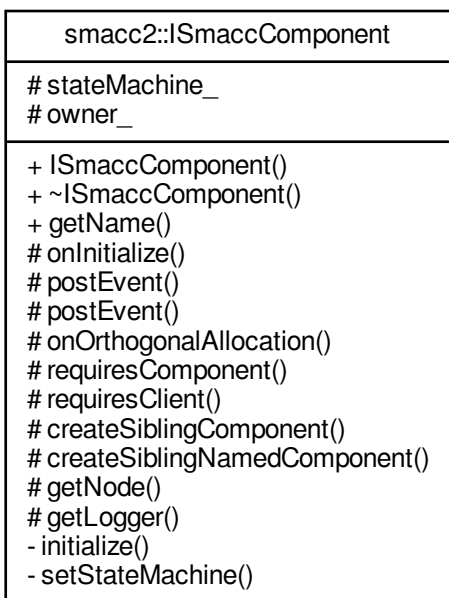 smacc2::ISmaccComponent
# stateMachine_
# owner_
+ ISmaccComponent()
+ ~ISmaccComponent()
+ getName()
# onInitialize()
# postEvent()
# postEvent()
# onOrthogonalAllocation()
# requiresComponent()
# requiresClient()
# createSiblingComponent()
# createSiblingNamedComponent()
# getNode()
# getLogger()
- initialize()
- setStateMachine()